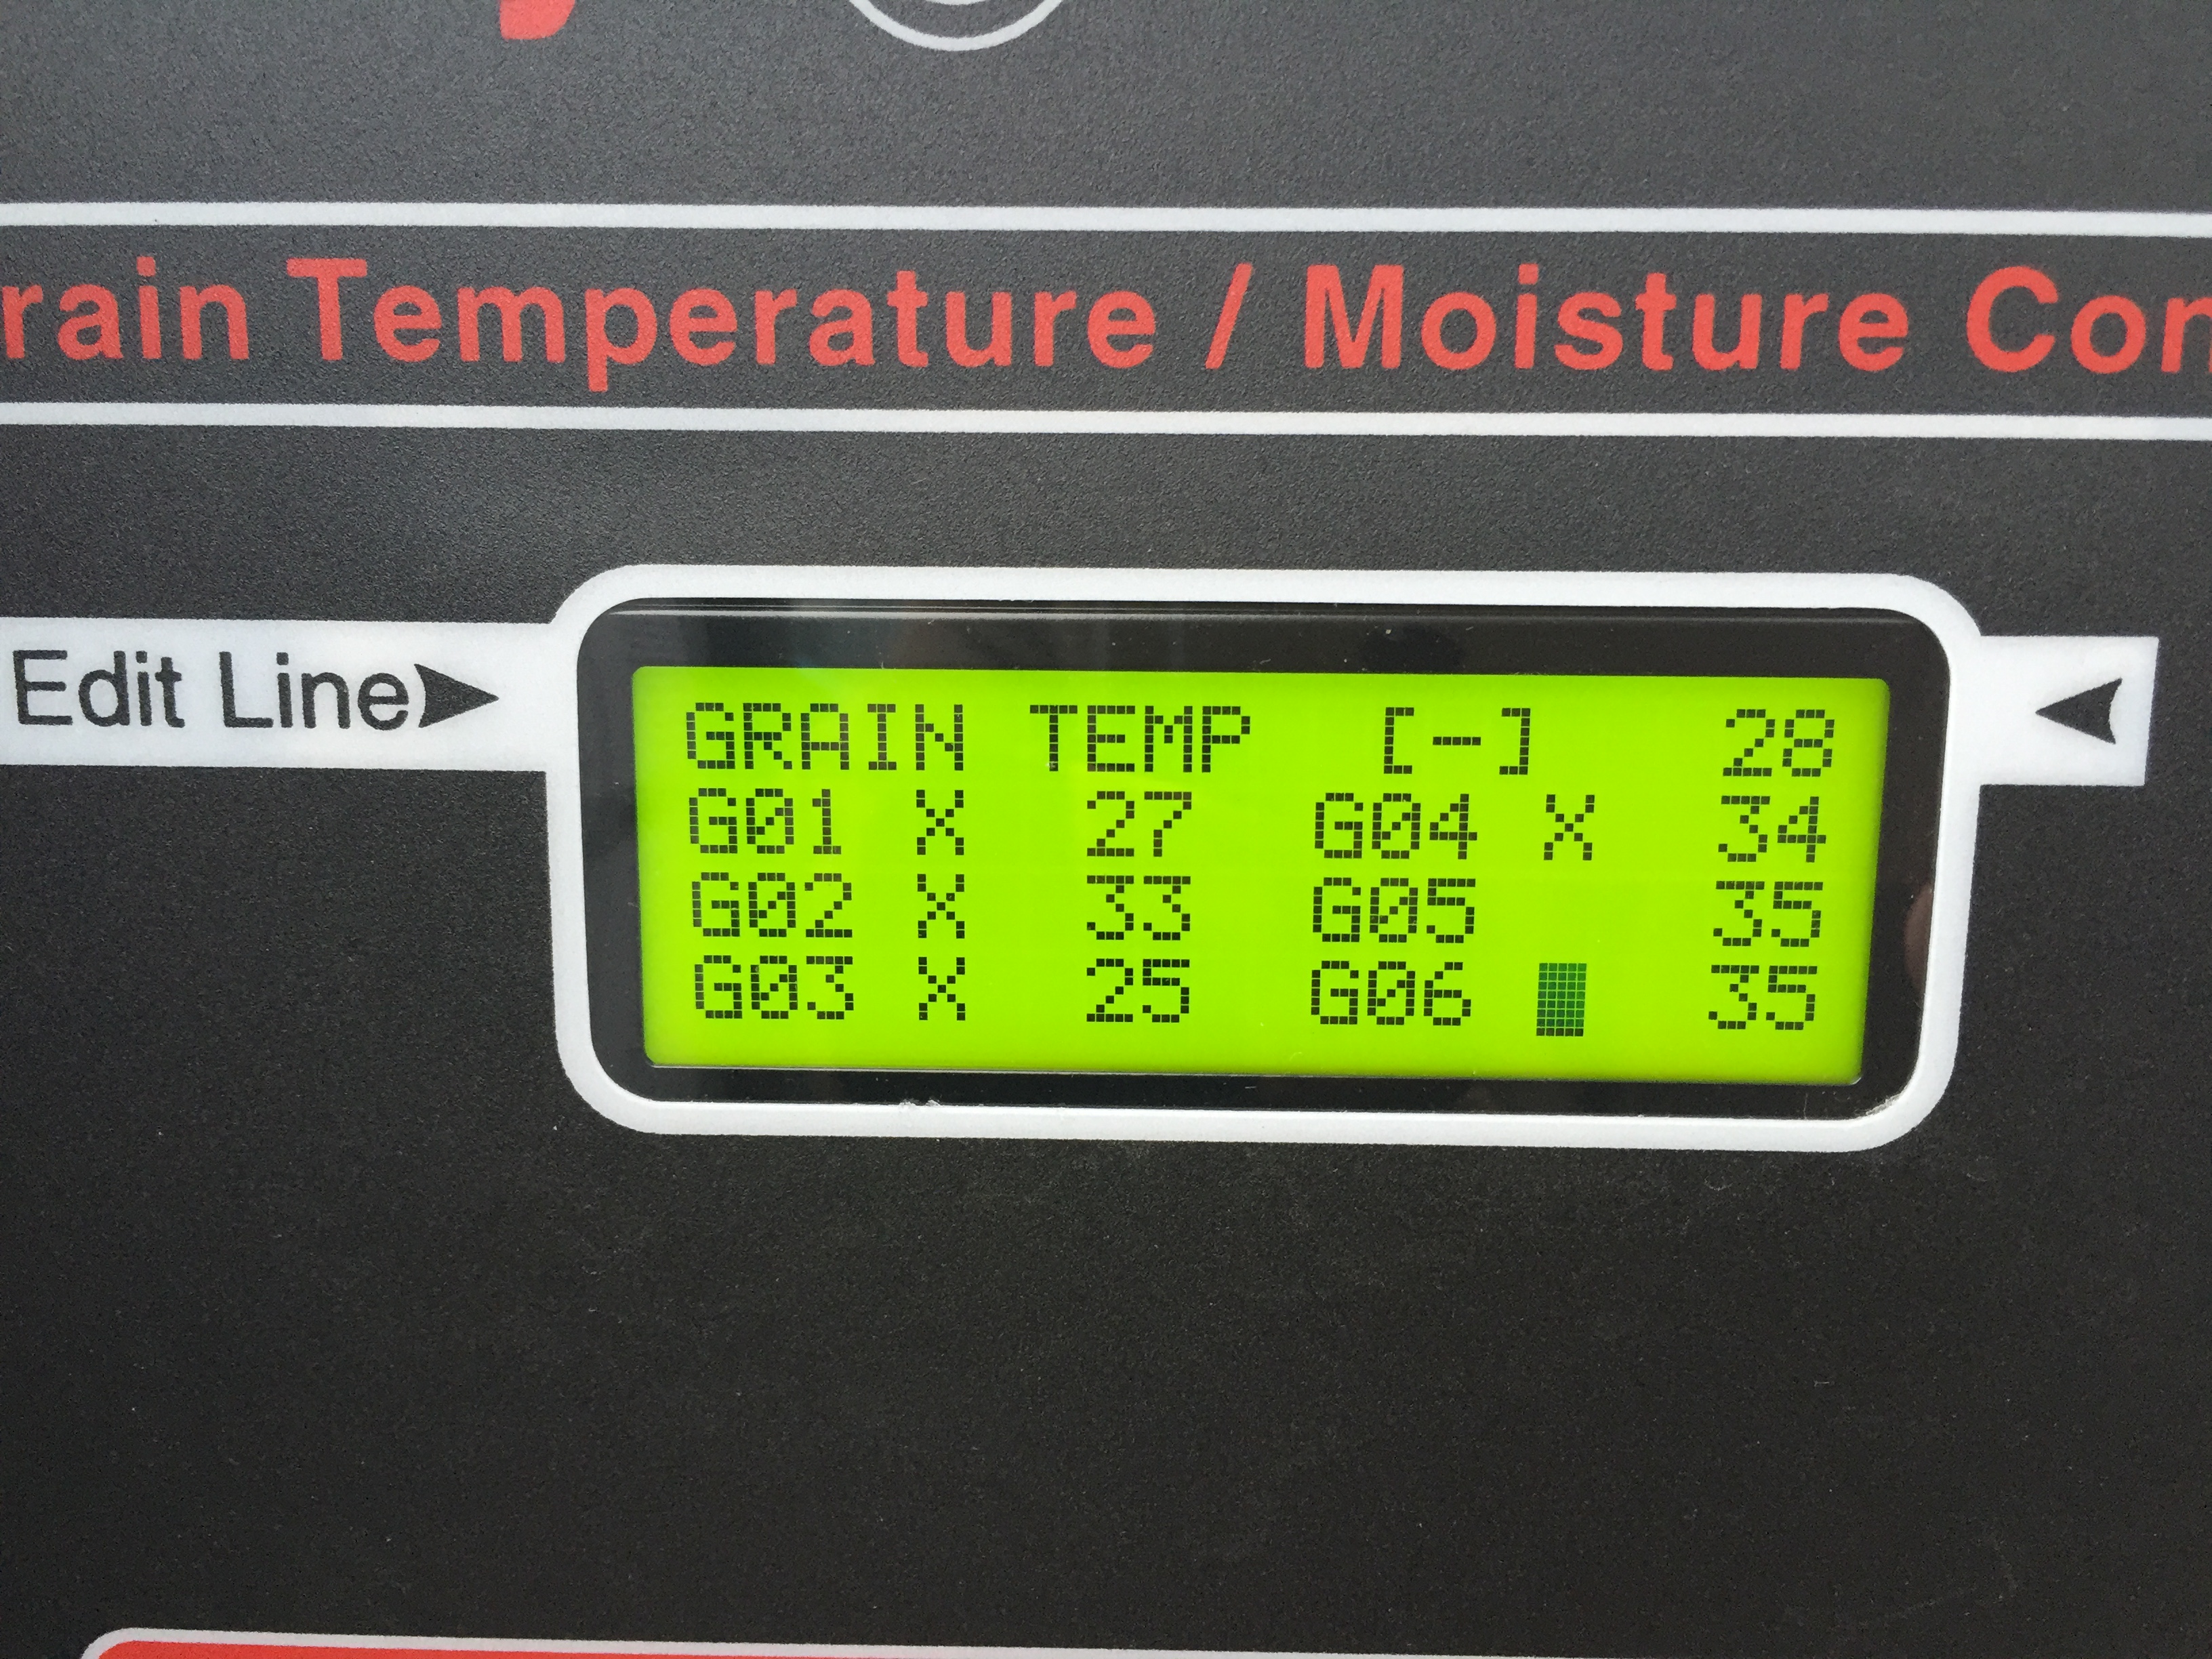 rain Temperature / Moisture Con
Edit Line
GRAIN TEMP [-] 28
G01 X 27 G04 X 34
G02 X 33 G05 35
G03 X 25 G06 35